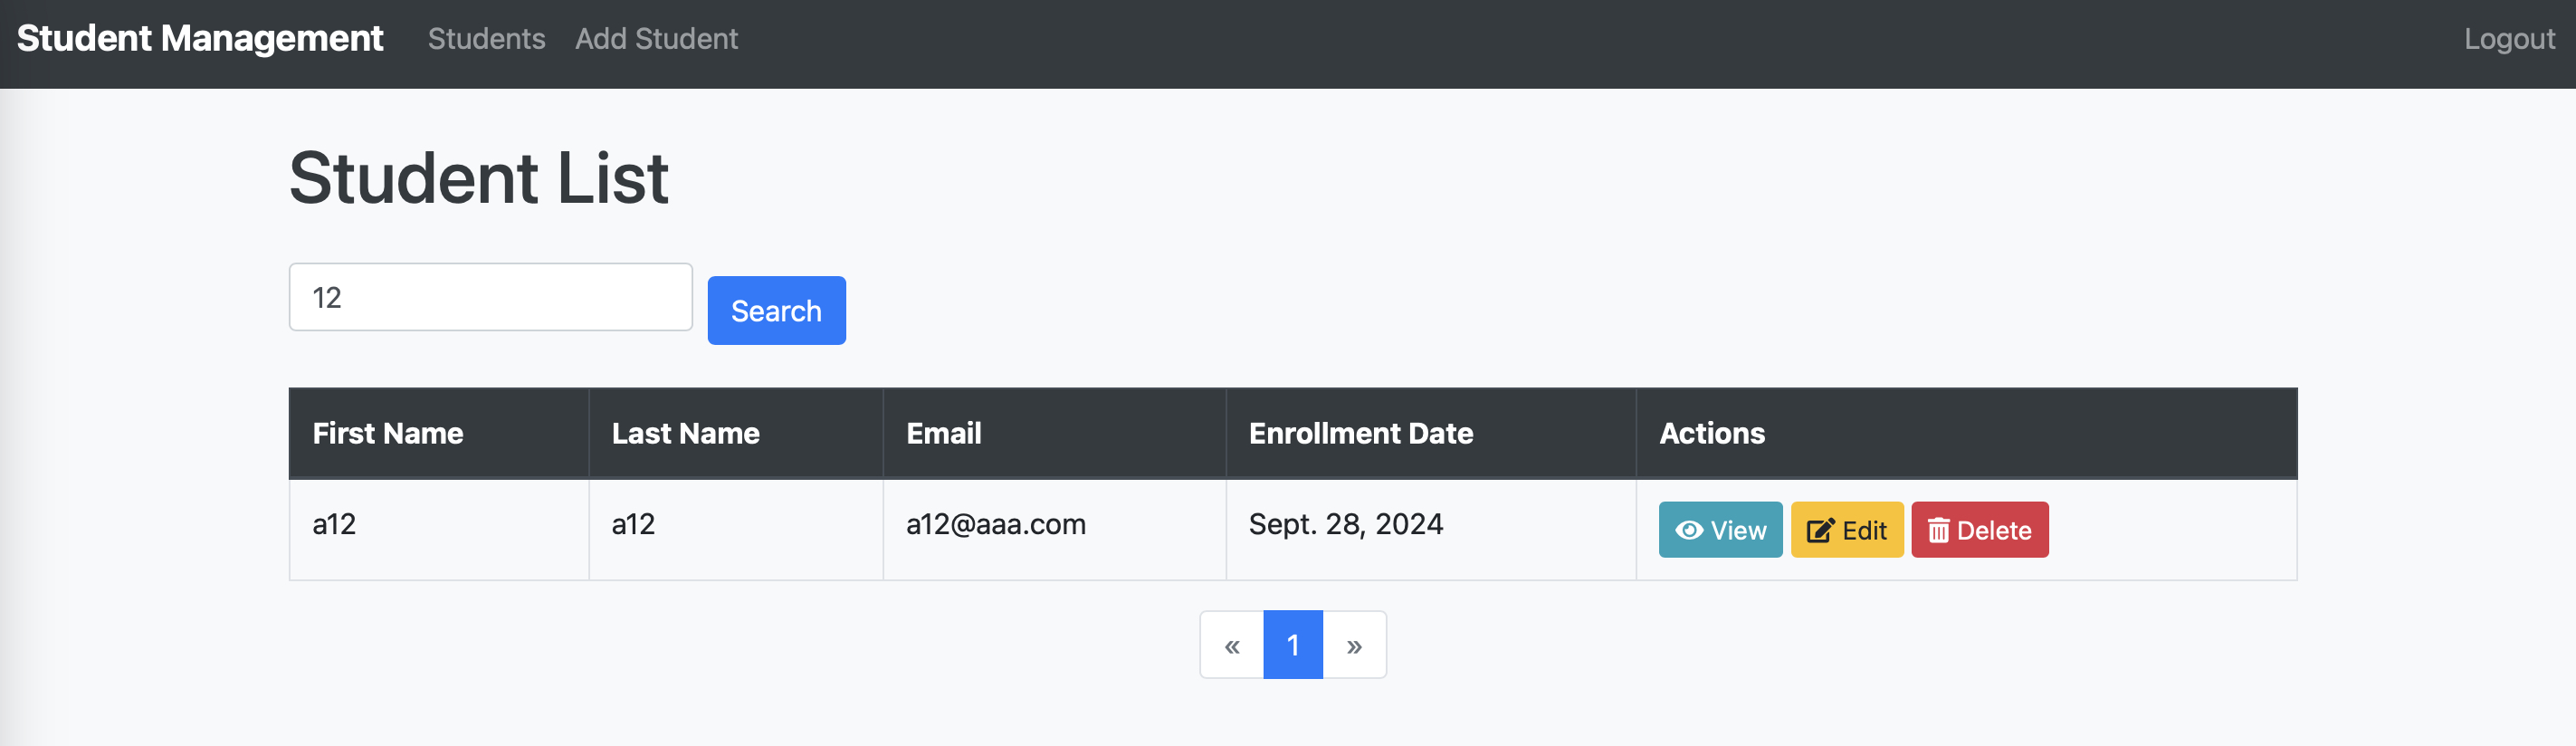 Student Management Students Add Student Logout
Student List
12
Search
First Name Last Name Email Enrollment Date Actions
a12 a12 a12@aaa.com Sept. 28, 2024 View Edit Delete
« 1 »